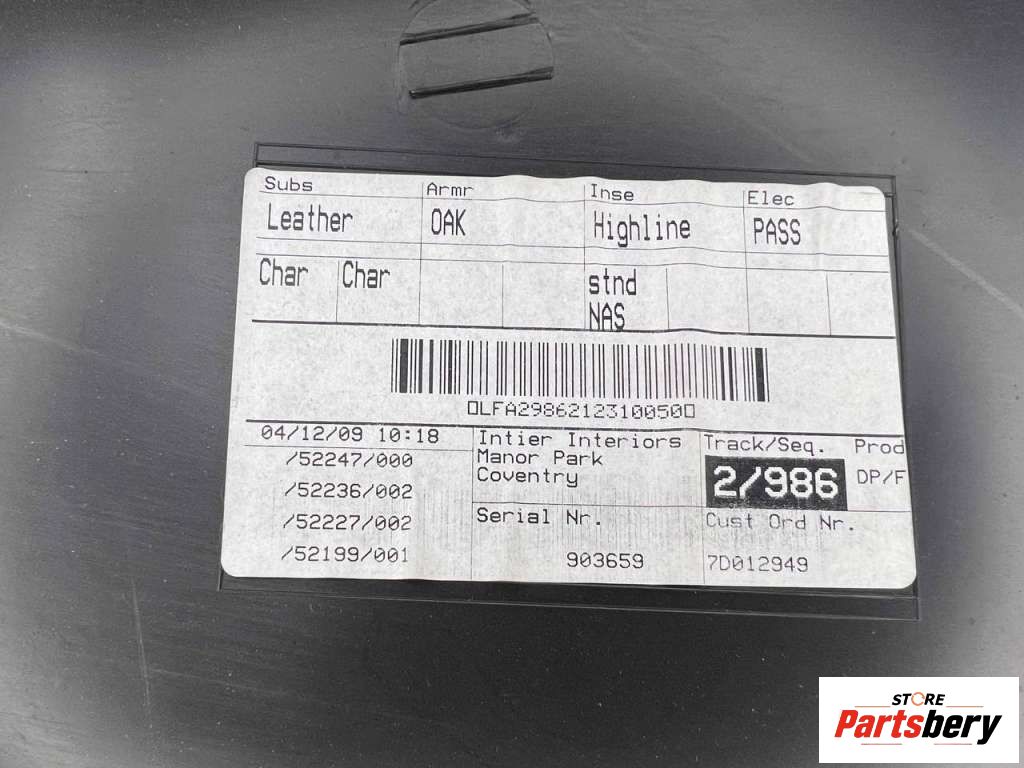 Subs Armr Inse Elec
Leather OAK Highline PASS
Char Char stnd
NAS
▯LFA2986212310050▯
04/12/09 10:18 Intier Interiors Track/Seq. Prod
/52247/000 Manor Park 2/986 DP/F
/52236/002 Coventry
/52227/002 Serial Nr. Cust Ord Nr.
/52199/001 903659 7D012949
STORE
Partsbery